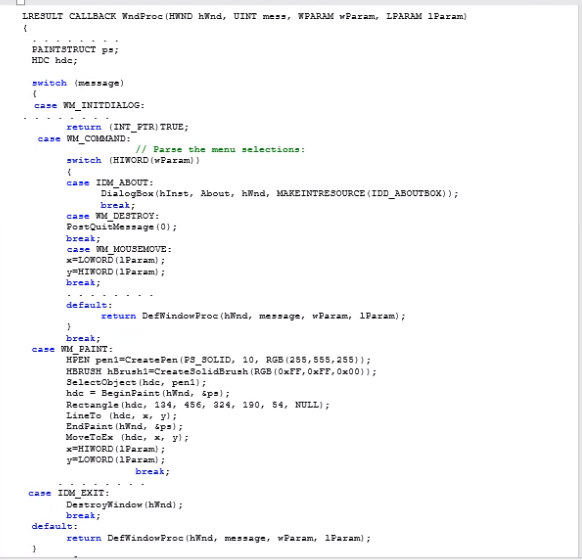 LRESULT CALLBACK WndProc(HWND hWnd, UINT mess, WPARAM wParam, LPARAM lParam)
{
. . . . . . . .
PAINTSTRUCT ps;
HDC hdc;
switch (message)
{
case WM_INITDIALOG:
. . . . . . . .
return (INT_PTR)TRUE;
case WM_COMMAND:
// Parse the menu selections:
switch (HIWORD(wParam))
{
case IDM_ABOUT:
DialogBox(hInst, About, hWnd, MAKEINTRESOURCE(IDD_ABOUTBOX));
break;
case WM_DESTROY:
PostQuitMessage(0);
break;
case WM_MOUSEMOVE:
x=LOWORD(lParam);
y=HIWORD(lParam);
break;
. . . . . . . .
default:
return DefWindowProc(hWnd, message, wParam, lParam);
}
break;
case WM_PAINT:
HPEN pen1=CreatePen(PS_SOLID, 10, RGB(255,555,255));
HBRUSH hBrush1=CreateSolidBrush(RGB(0xFF,0xFF,0x00));
SelectObject(hdc, pen1);
hdc = BeginPaint(hWnd, &ps);
Rectangle(hdc, 134, 456, 324, 190, 54, NULL);
LineTo (hdc, x, y);
EndPaint(hWnd, &ps);
MoveToEx (hdc, x, y);
x=HIWORD(lParam);
y=LOWORD(lParam);
break;
. . . . . . . .
case IDM_EXIT:
DestroyWindow(hWnd);
break;
default:
return DefWindowProc(hWnd, message, wParam, lParam);
}